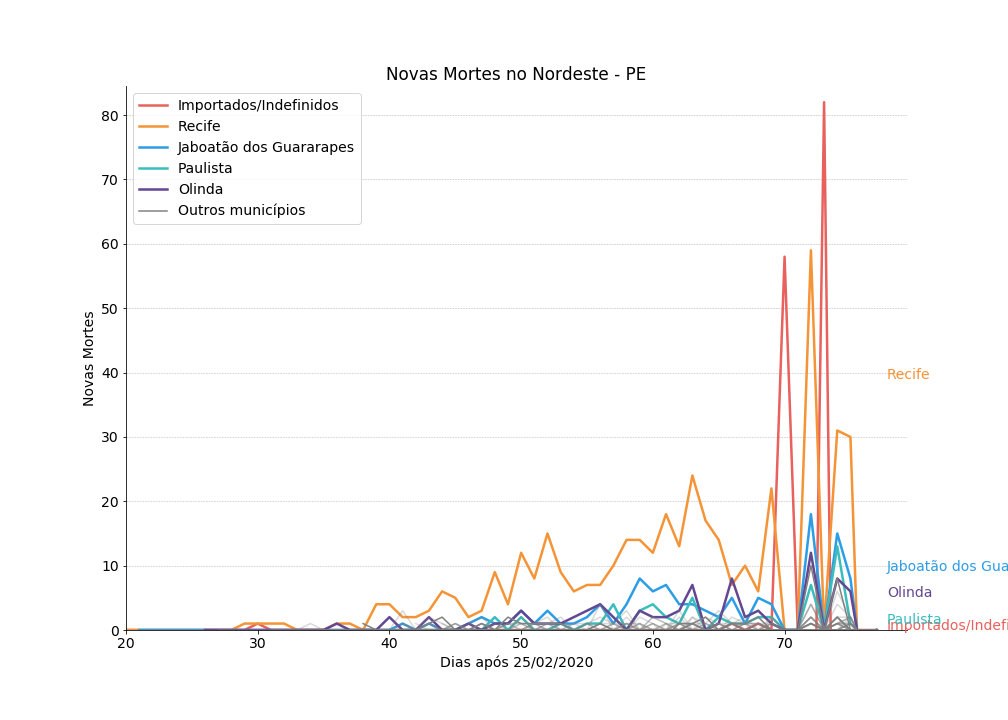 Novas Mortes no Nordeste - PE
Importados/Indefinidos
Recife
Jaboatão dos Guararapes
Paulista
Olinda
Outros municípios
80
70
60
50
40
30
20
10
0
Novas Mortes
20 30 40 50 60 70
Dias após 25/02/2020
Recife
Jaboatão dos Gua
Olinda
Paulista
Importados/Indefi